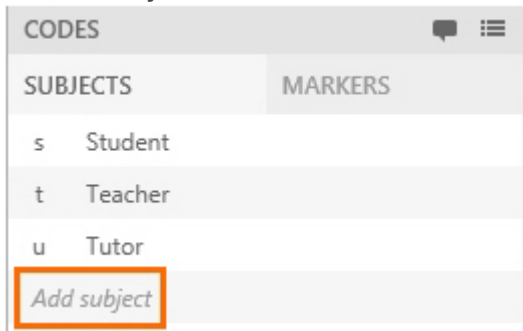 CODES
SUBJECTS MARKERS
s Student
t Teacher
u Tutor
Add subject